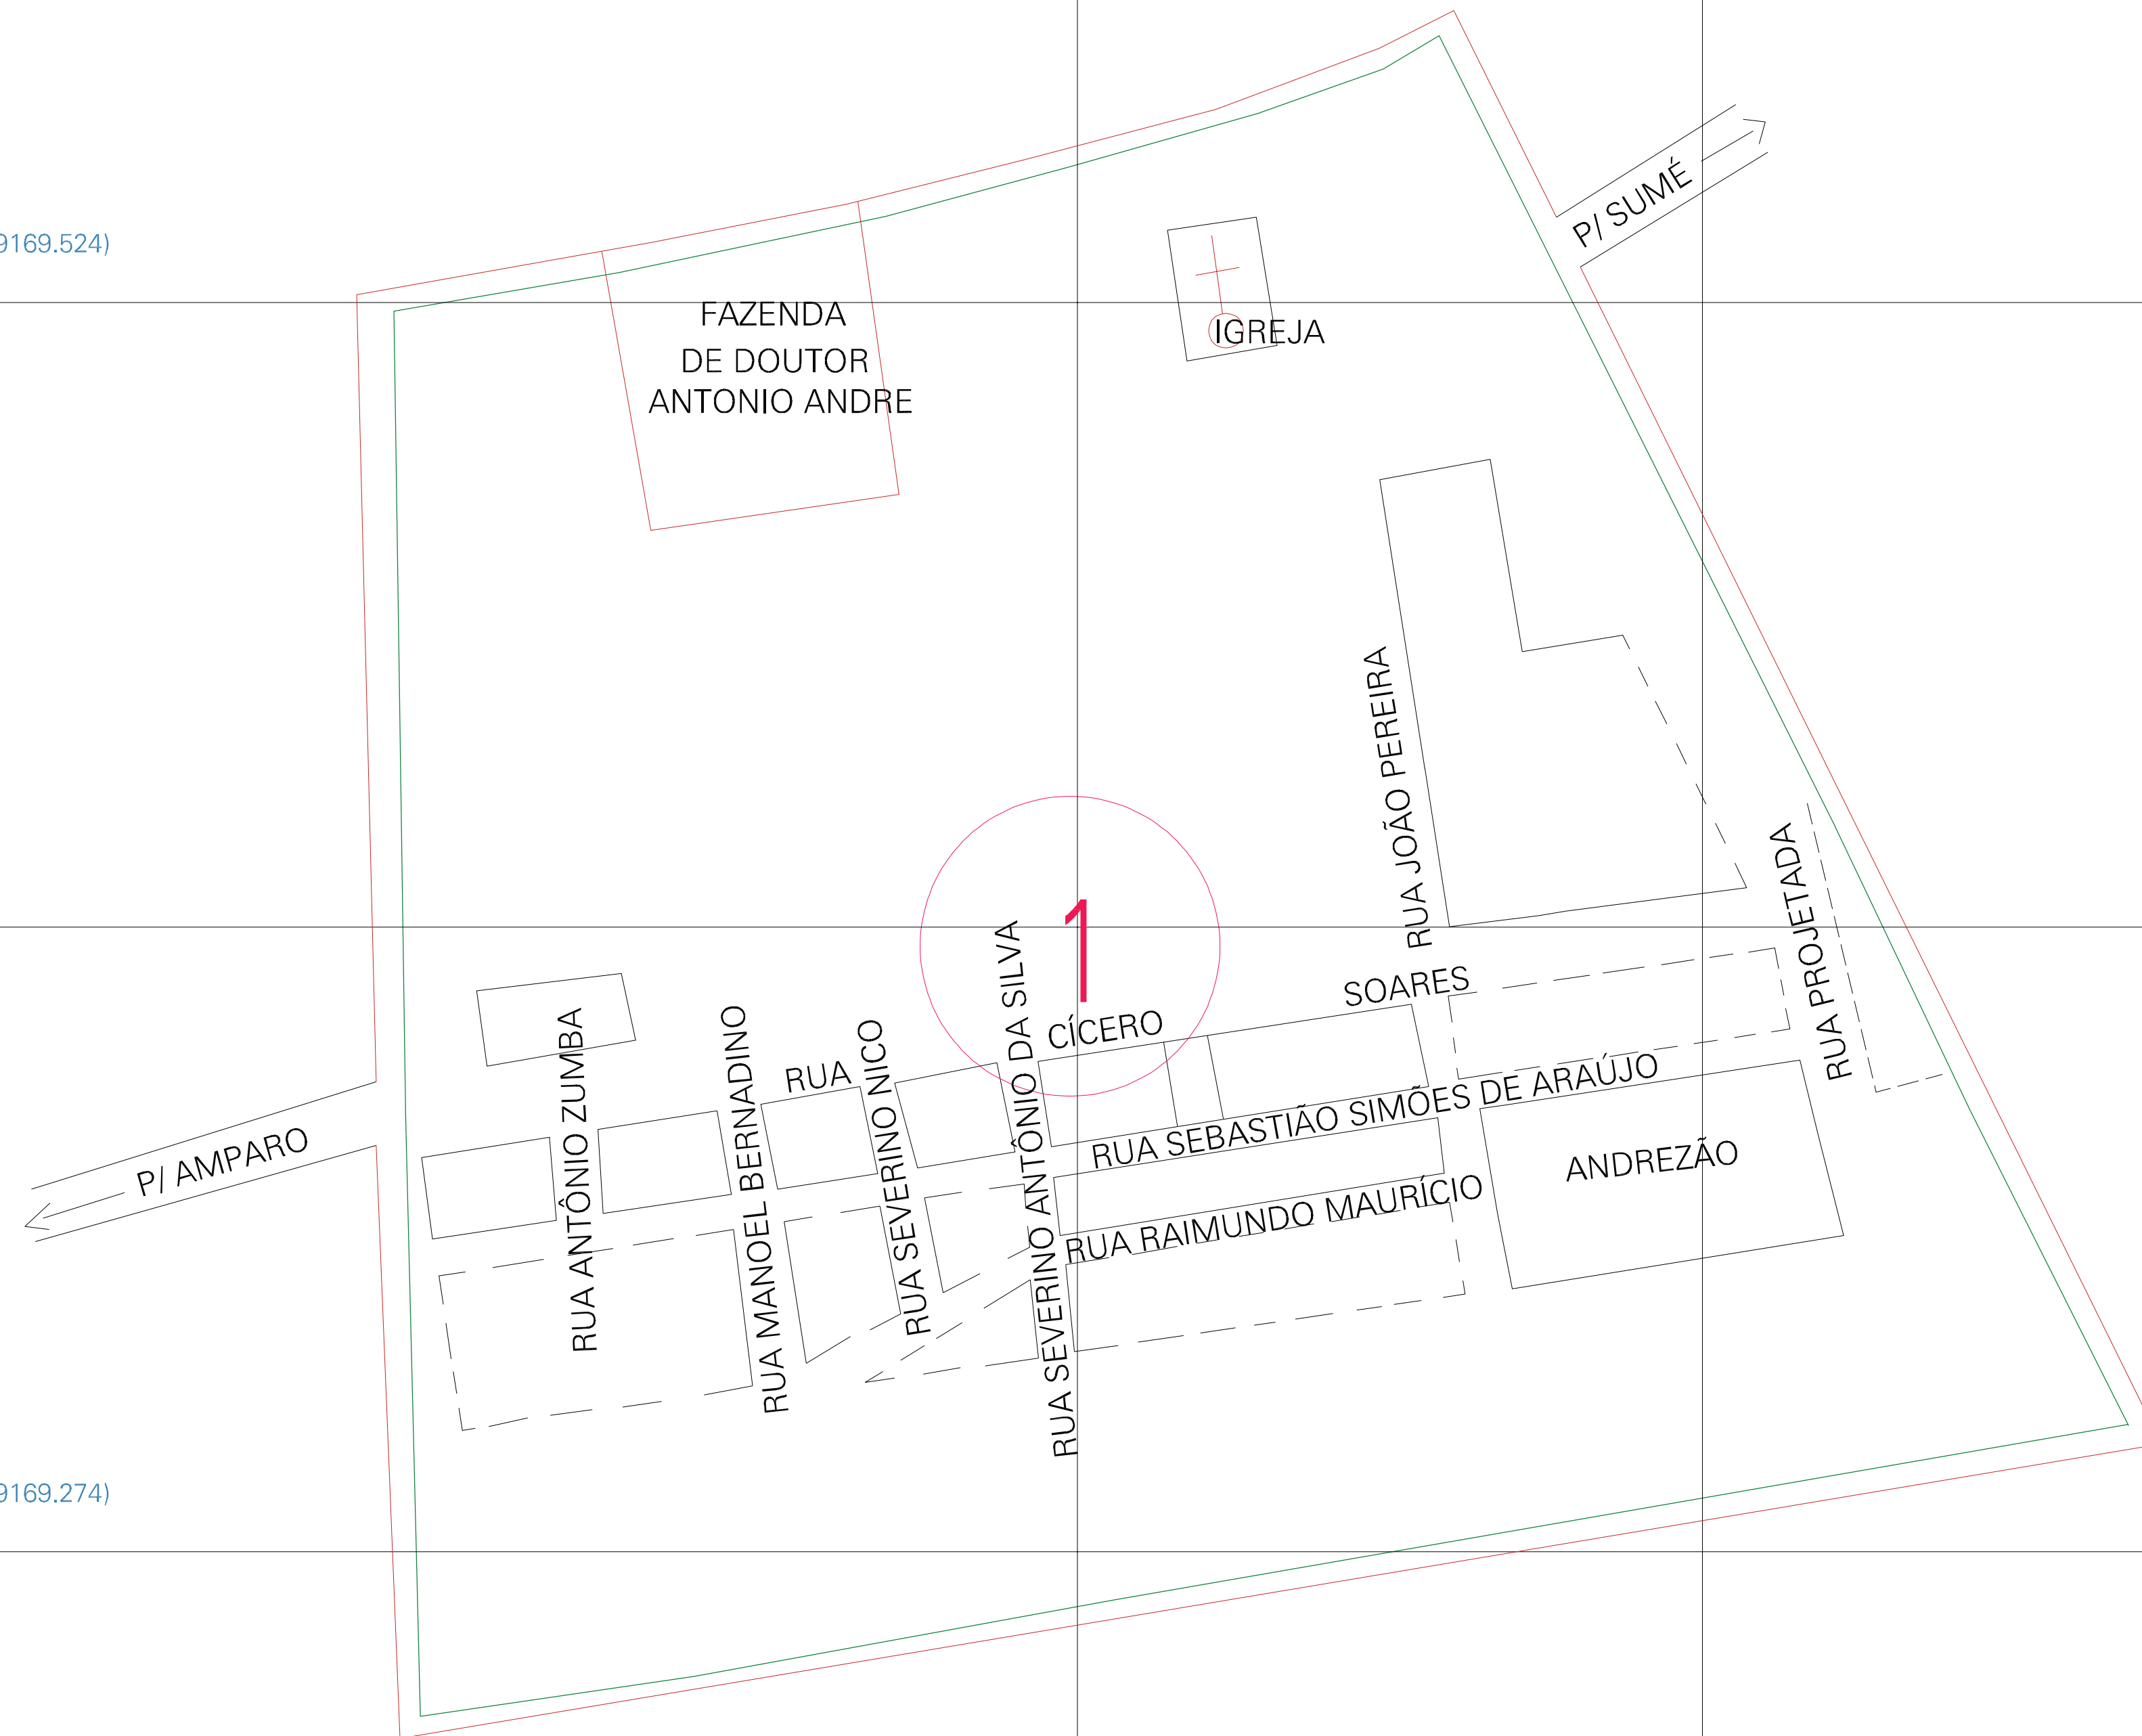 P/ SUMÉ
9169.524)
FAZENDA
DE DOUTOR
ANTONIO ANDRE
IGREJA
RUA JOÃO PEREIRA
RUA PROJETADA
1
RUA CÍCERO SOARES
RUA ANTÔNIO ZUMBA
RUA MANOEL BERNADINO
RUA SEVERINO NICO
RUA SEVERINO ANTÔNIO DA SILVA
RUA SEBASTIÃO SIMÕES DE ARAÚJO
P/ AMPARO
ANDREZÃO
RUA RAIMUNDO MAURÍCIO
9169.274)